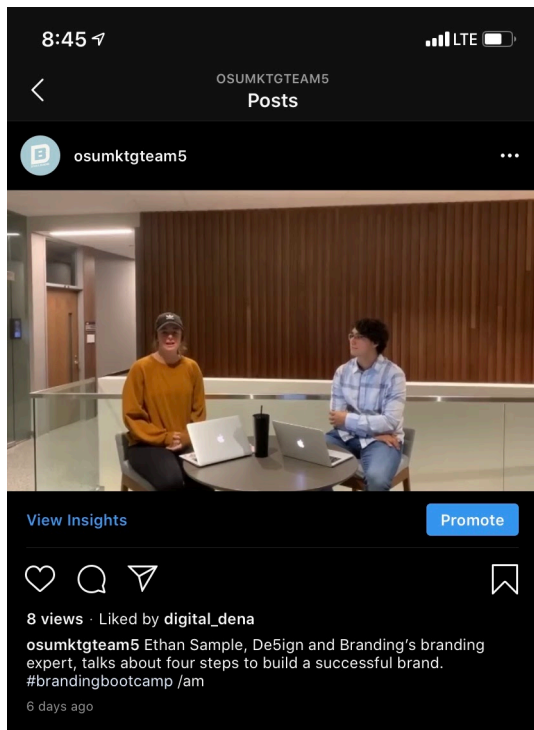 8:45
LTE
OSUMKTGTEAM5
Posts
osumktgteam5
View Insights
Promote
8 views · Liked by digital_dena
osumktgteam5 Ethan Sample, De5ign and Branding's branding
expert, talks about four steps to build a successful brand.
#brandingbootcamp /am
6 days ago